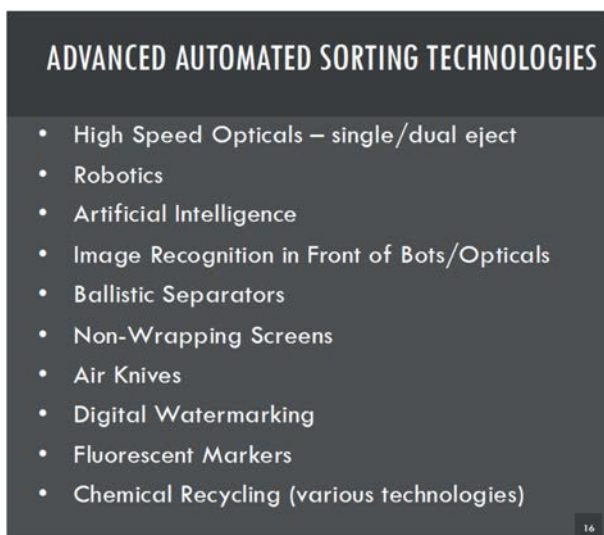 ADVANCED AUTOMATED SORTING TECHNOLOGIES
• High Speed Opticals – single/dual eject
• Robotics
• Artificial Intelligence
• Image Recognition in Front of Bots/Opticals
• Ballistic Separators
• Non-Wrapping Screens
• Air Knives
• Digital Watermarking
• Fluorescent Markers
• Chemical Recycling (various technologies)
16